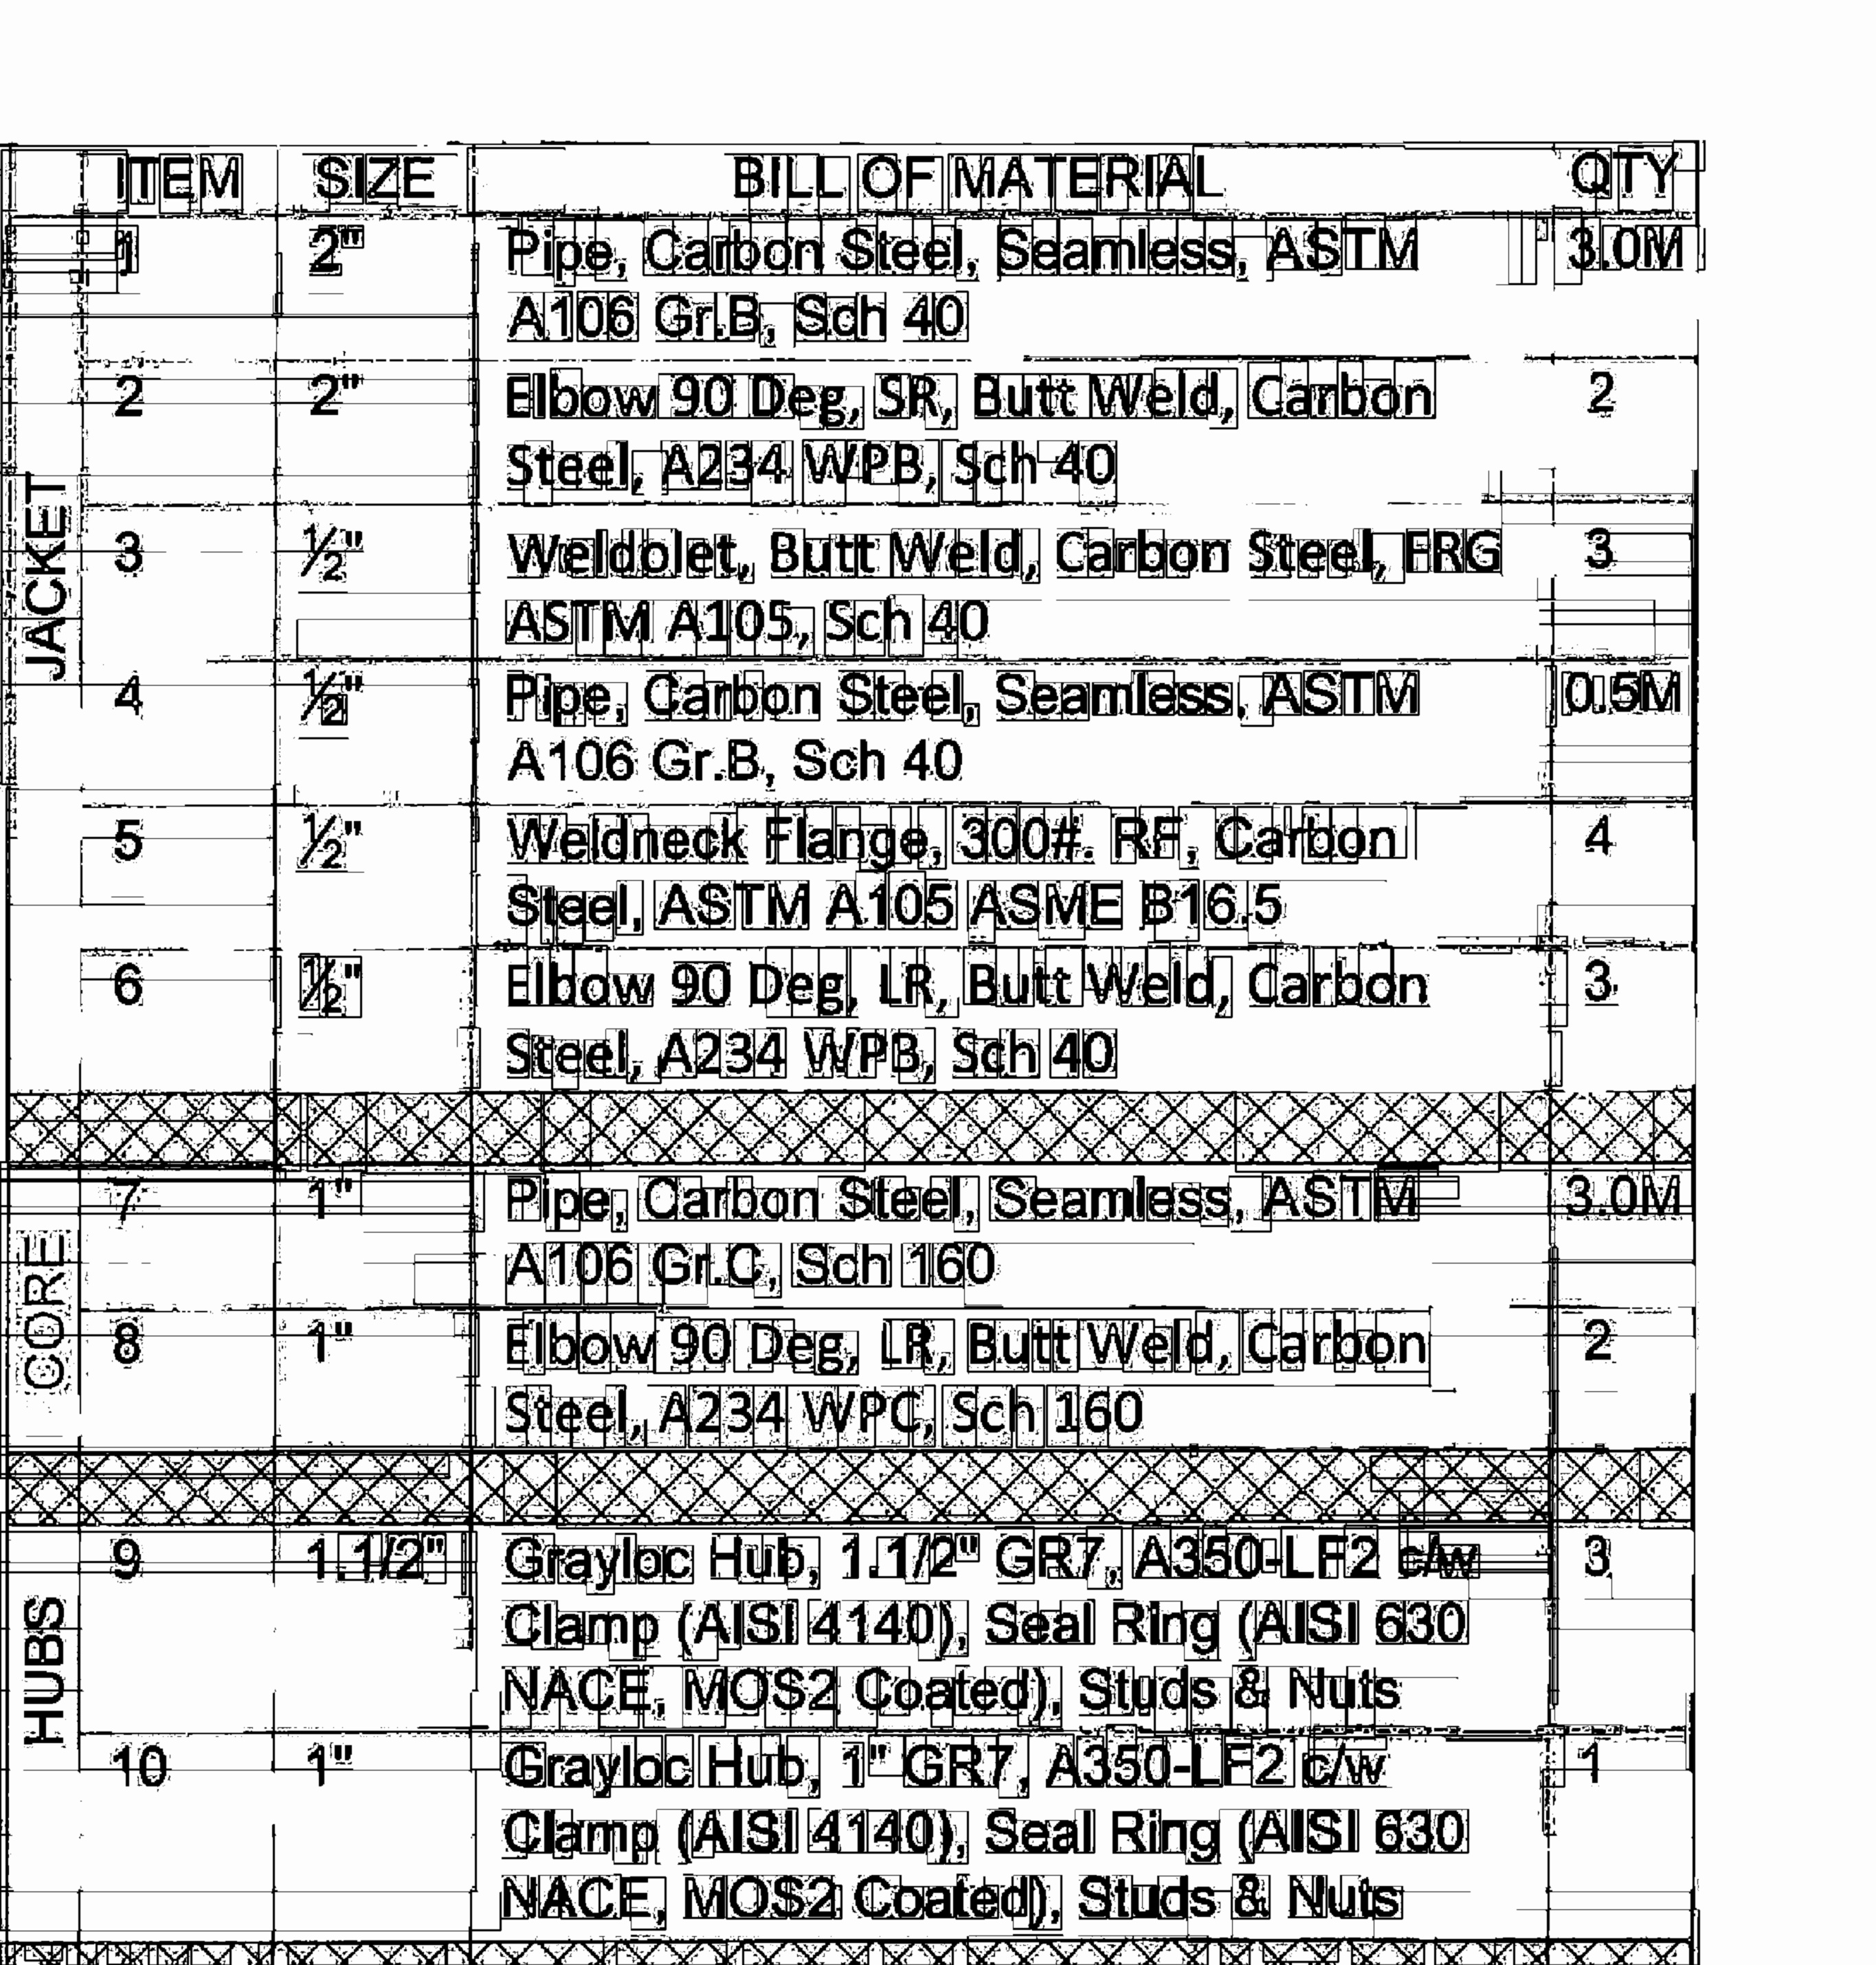 ITEM SIZE BILL OF MATERIAL QTY
JACKET
1 2" Pipe, Carbon Steel, Seamless, ASTM 3.0M
A106 Gr.B, Sch 40
2 2" Elbow 90 Deg, SR, Butt Weld, Carbon 2
Steel, A234 WPB, Sch 40
3 ½" Weldolet, Butt Weld, Carbon Steel, FRG 3
ASTM A105, Sch 40
4 ½" Pipe, Carbon Steel, Seamless, ASTM 0.5M
A106 Gr.B, Sch 40
5 ½" Weldneck Flange, 300#. RF, Carbon 4
Steel, ASTM A105 ASME B16.5
6 ½" Elbow 90 Deg, LR, Butt Weld, Carbon 3
Steel, A234 WPB, Sch 40
CORE
7 1" Pipe, Carbon Steel, Seamless, ASTM 3.0M
A106 Gr.C, Sch 160
8 1" Elbow 90 Deg, LR, Butt Weld, Carbon 2
Steel, A234 WPC, Sch 160
HUBS
9 1.1/2" Grayloc Hub, 1.1/2" GR7, A350-LF2 c/w 3
Clamp (AISI 4140), Seal Ring (AISI 630
NACE, MOS2 Coated), Studs & Nuts
10 1" Grayloc Hub, 1" GR7, A350-LF2 c/w 1
Clamp (AISI 4140), Seal Ring (AISI 630
NACE, MOS2 Coated), Studs & Nuts